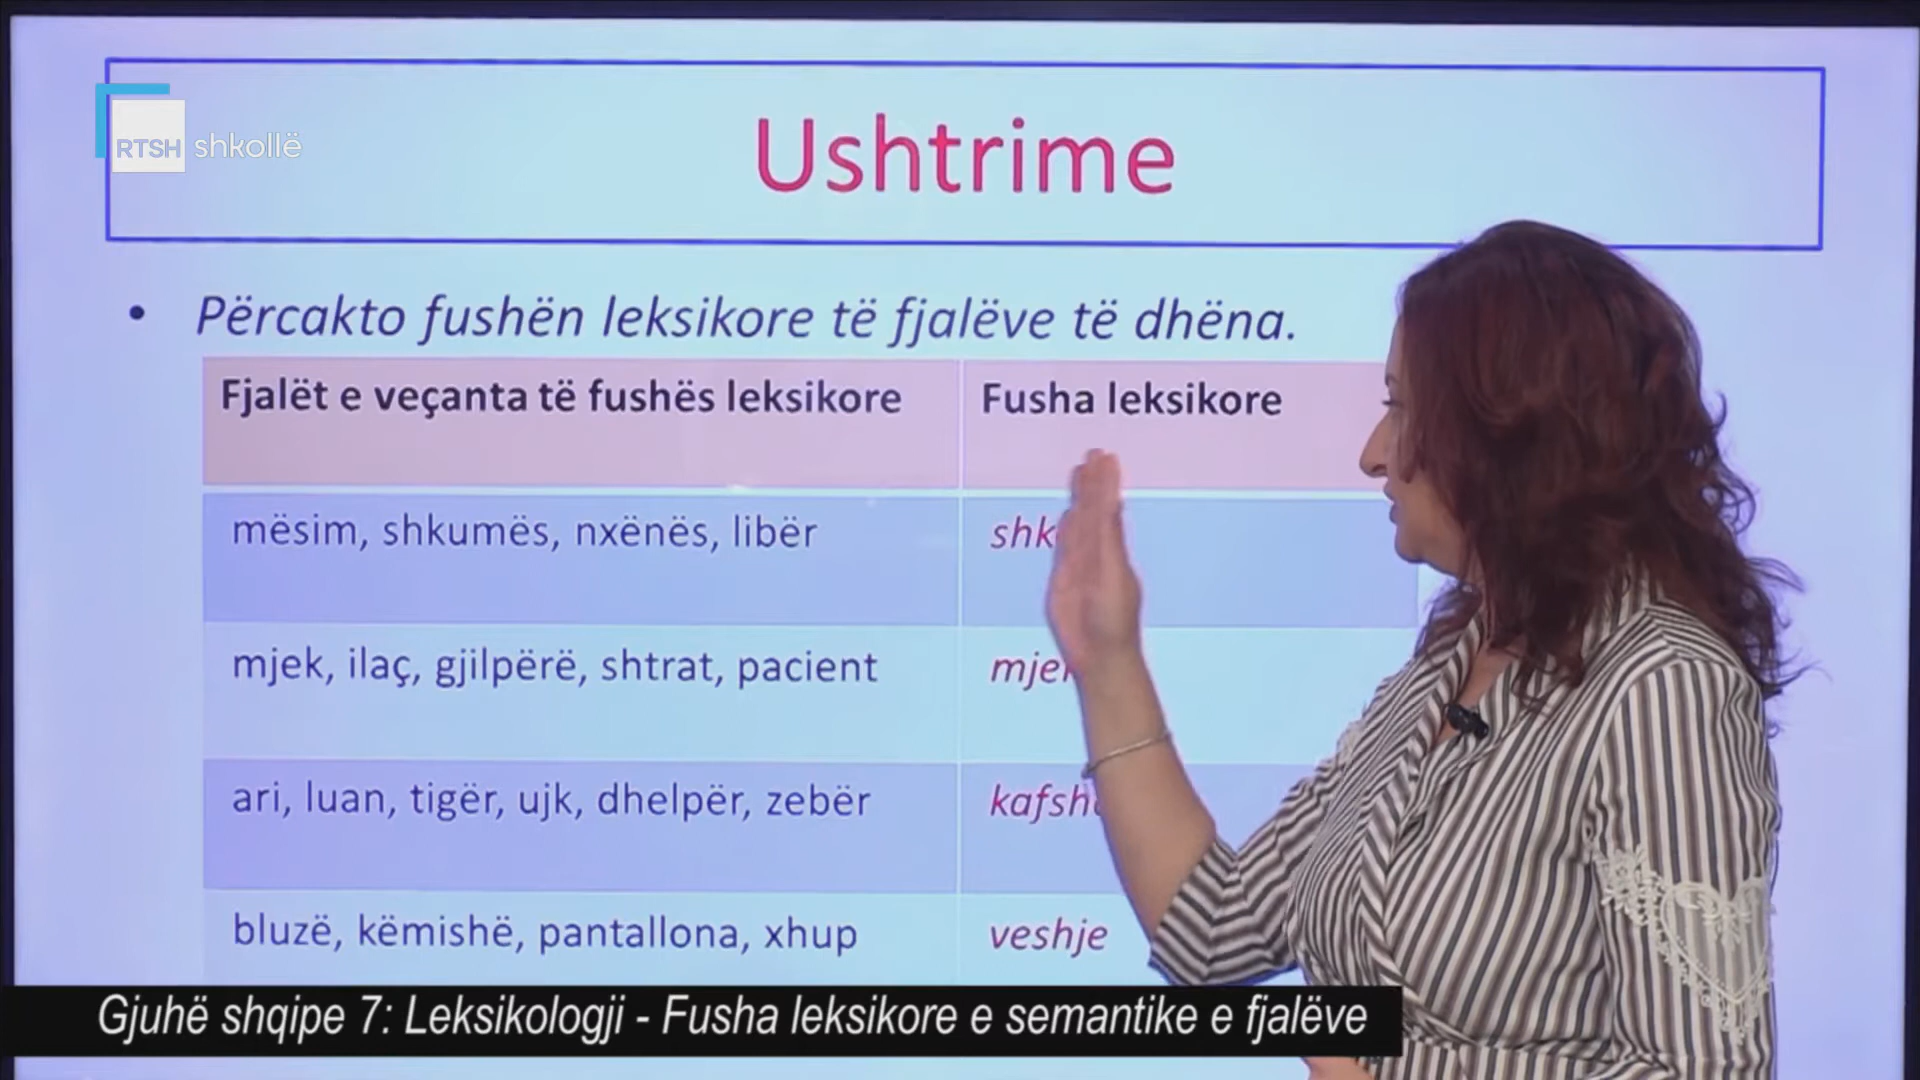 RTSH shkollë
Ushtrime
• Përcakto fushën leksikore të fjalëve të dhëna.
Fjalët e veçanta të fushës leksikore
Fusha leksikore
mësim, shkumës, nxënës, libër
mjek, ilaç, gjilpërë, shtrat, pacient
ari, luan, tigër, ujk, dhelpër, zebër
bluzë, këmishë, pantallona, xhup
veshje
Gjuhë shqipe 7: Leksikologji - Fusha leksikore e semantike e fjalëve